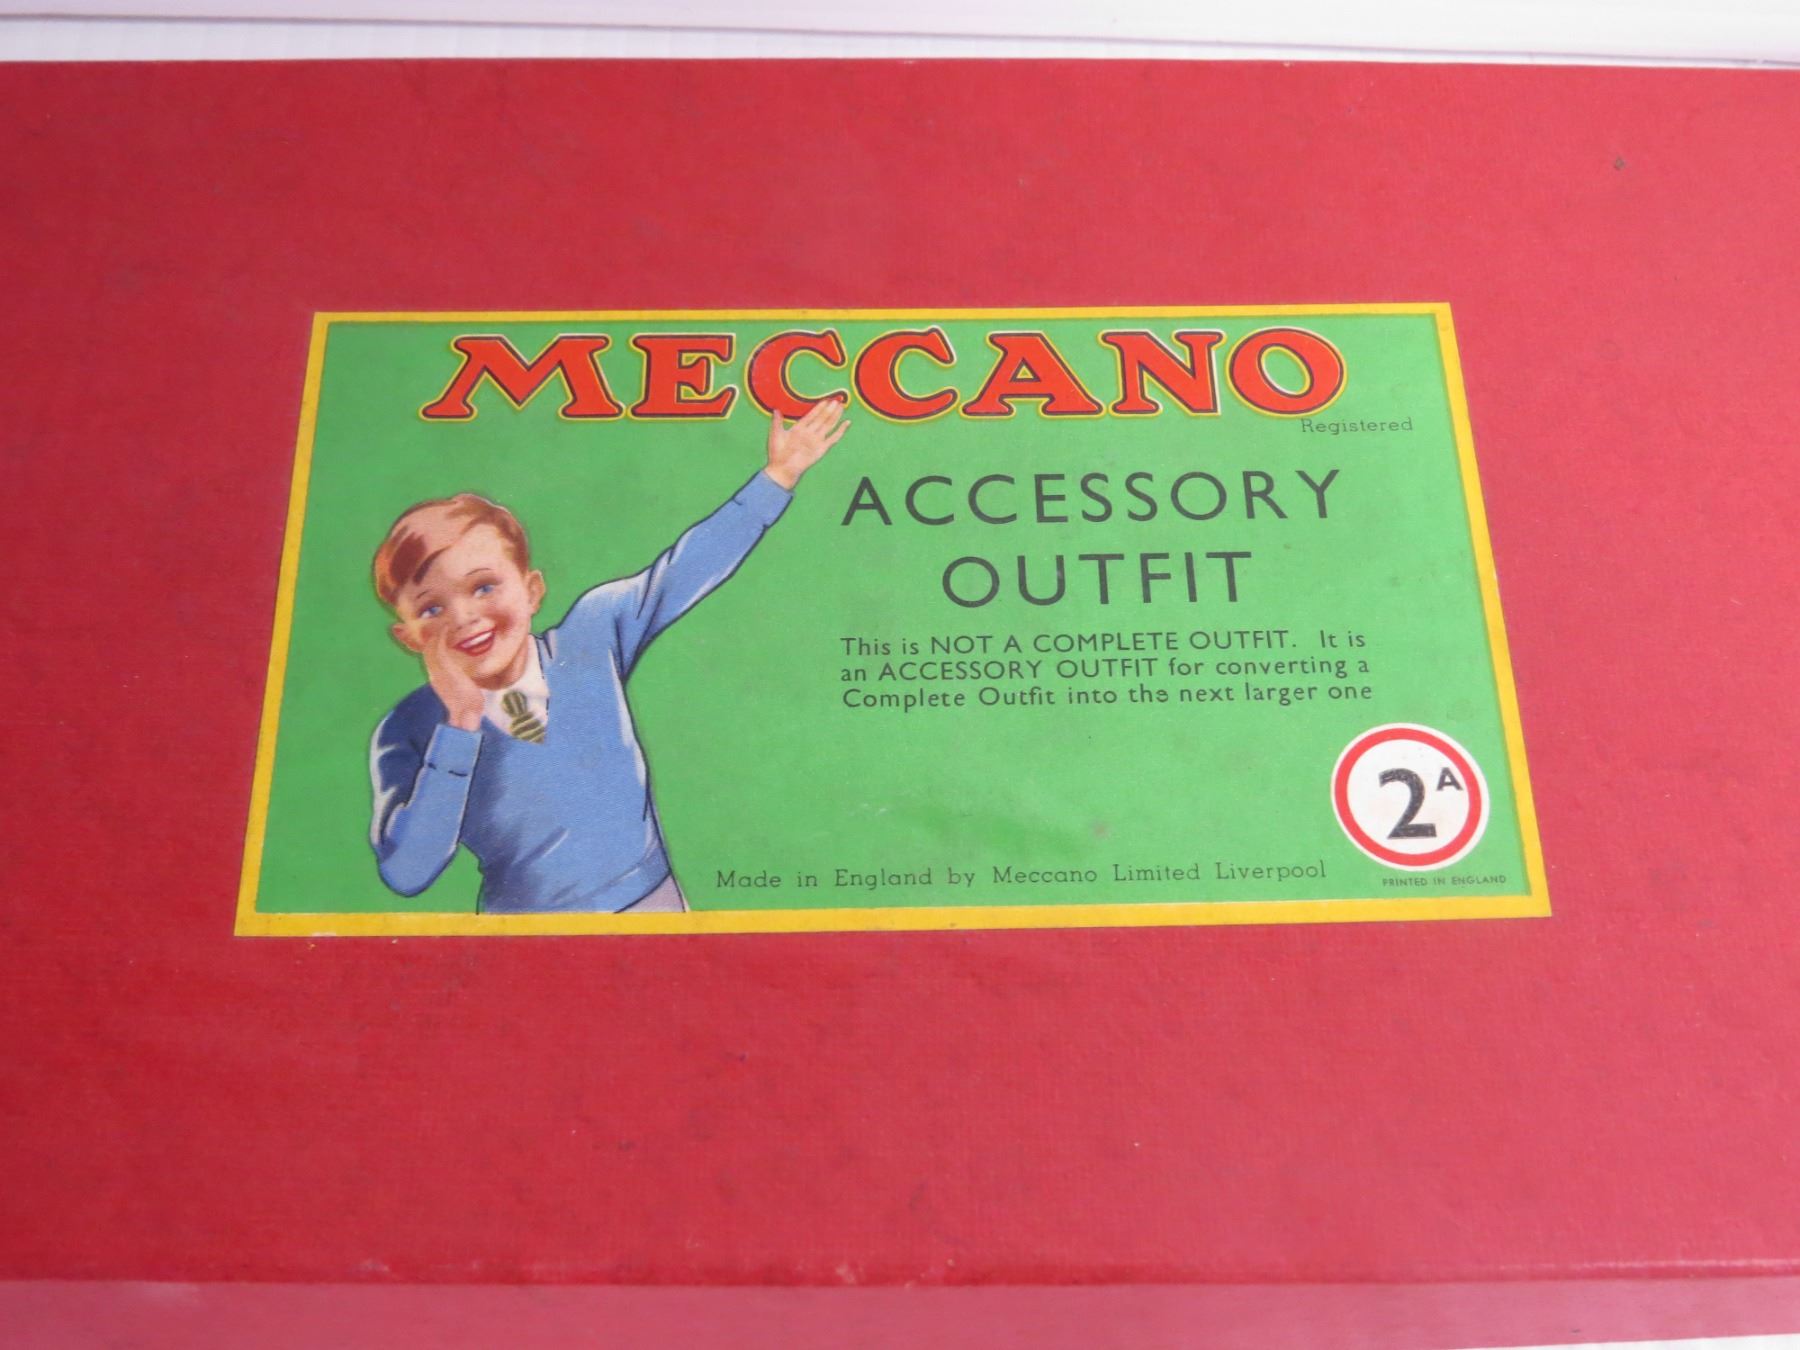 MECCANO
Registered
ACCESSORY
OUTFIT
This is NOT A COMPLETE OUTFIT. It is
an ACCESSORY OUTFIT for converting a
Complete Outfit into the next larger one
2A
Made in England by Meccano Limited Liverpool
PRINTED IN ENGLAND